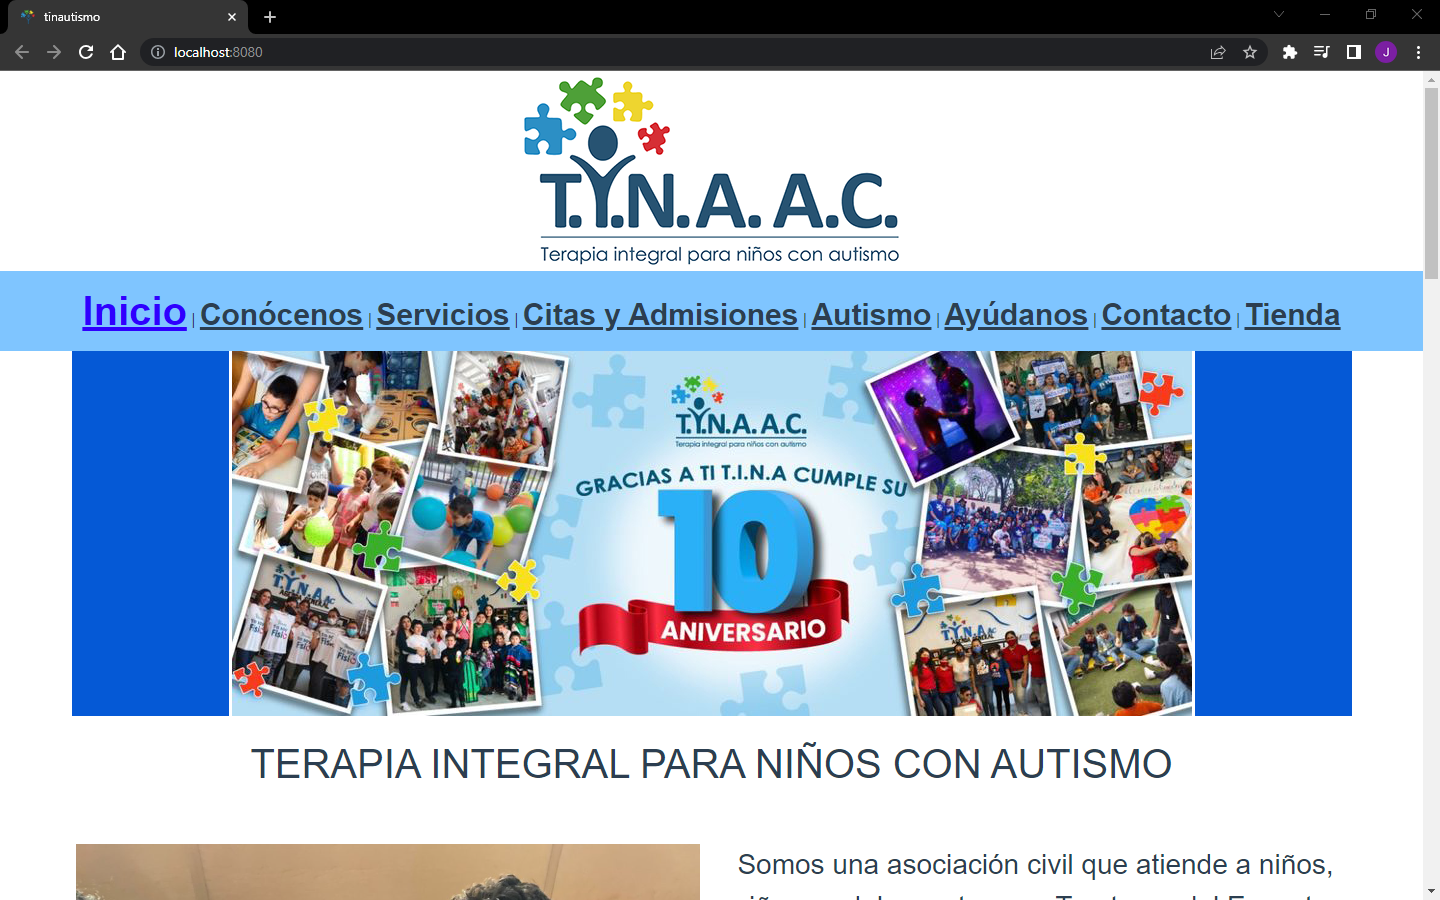 tinautismo
localhost:8080
J
T.I.N.A. A.C.
Terapia integral para niños con autismo
Inicio | Conócenos | Servicios | Citas y Admisiones | Autismo | Ayúdanos | Contacto | Tienda
T.I.N.A. A.C.
Terapia integral para niños con autismo
GRACIAS A TI T.I.N.A CUMPLE SU
10
ANIVERSARIO
TERAPIA INTEGRAL PARA NIÑOS CON AUTISMO
Somos una asociación civil que atiende a niños,